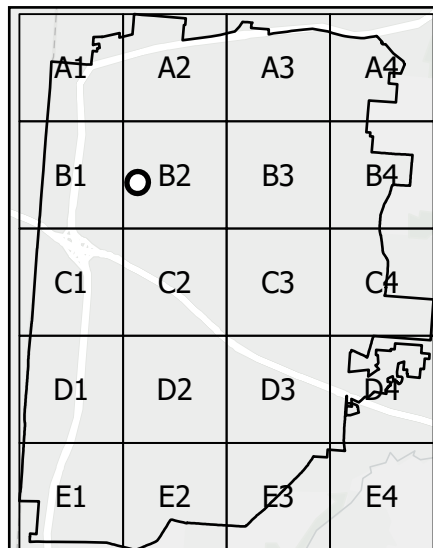 A1 A2 A3 A4
B1 B2 B3 B4
C1 C2 C3 C4
D1 D2 D3 D4
E1 E2 E3 E4